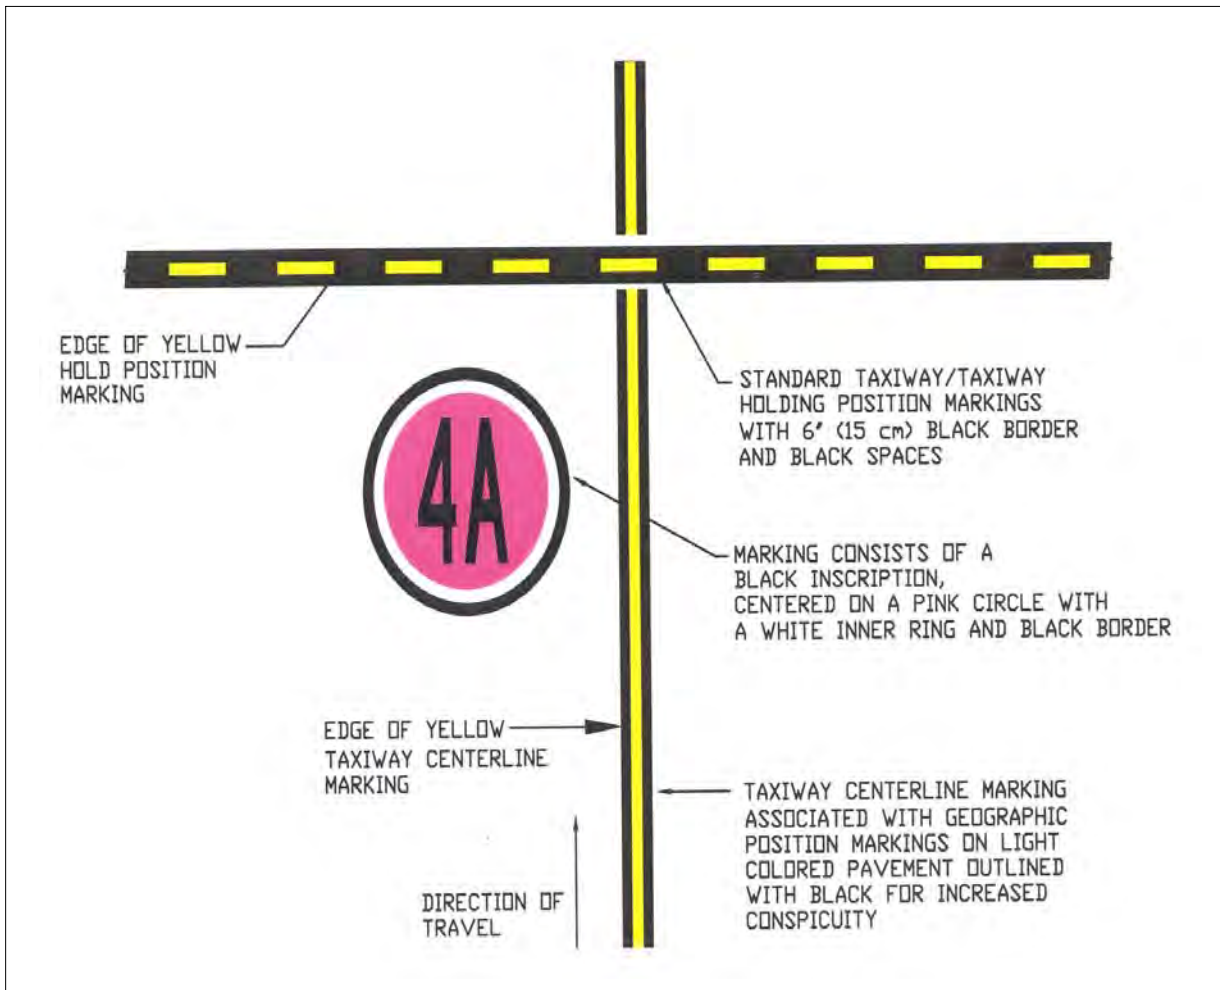 EDGE OF YELLOW
HOLD POSITION
MARKING
STANDARD TAXIWAY/TAXIWAY
HOLDING POSITION MARKINGS
WITH 6" (15 cm) BLACK BORDER
AND BLACK SPACES
4A
MARKING CONSISTS OF A
BLACK INSCRIPTION,
CENTERED ON A PINK CIRCLE WITH
A WHITE INNER RING AND BLACK BORDER
EDGE OF YELLOW
TAXIWAY CENTERLINE
MARKING
TAXIWAY CENTERLINE MARKING
ASSOCIATED WITH GEOGRAPHIC
POSITION MARKINGS ON LIGHT
COLORED PAVEMENT OUTLINED
WITH BLACK FOR INCREASED
CONSPICUITY
DIRECTION OF
TRAVEL